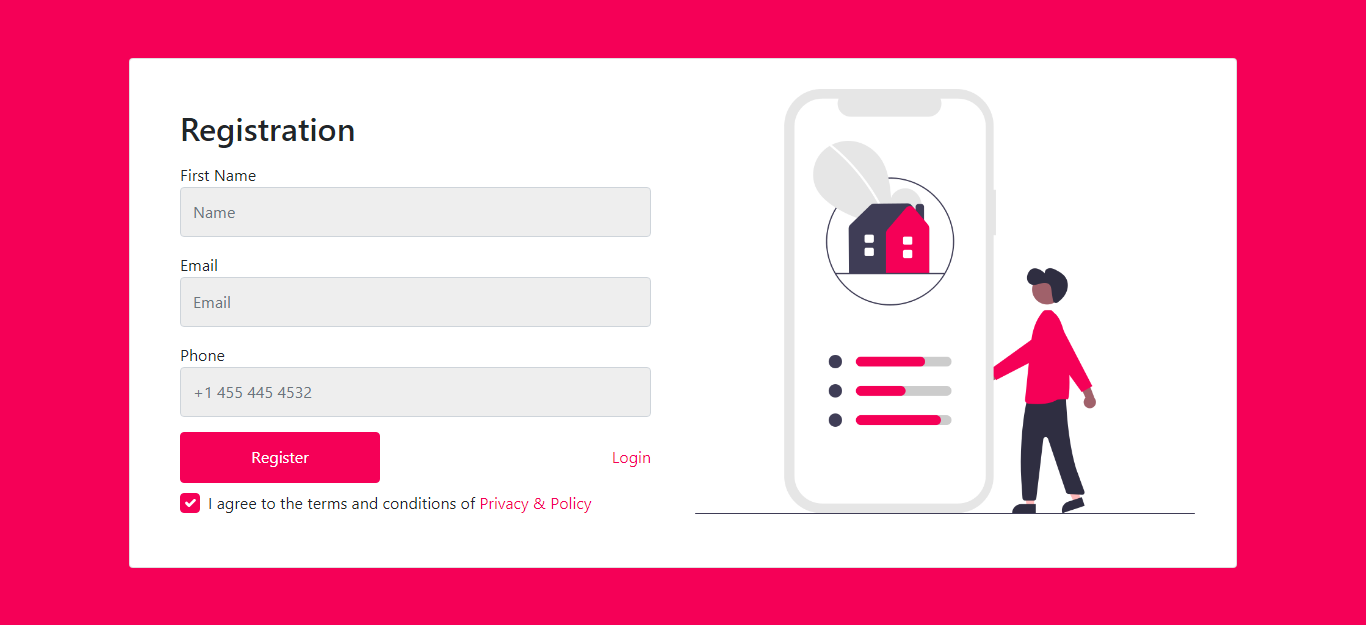 Registration
First Name
Name
Email
Email
Phone
+1 455 445 4532
Register
Login
I agree to the terms and conditions of Privacy & Policy